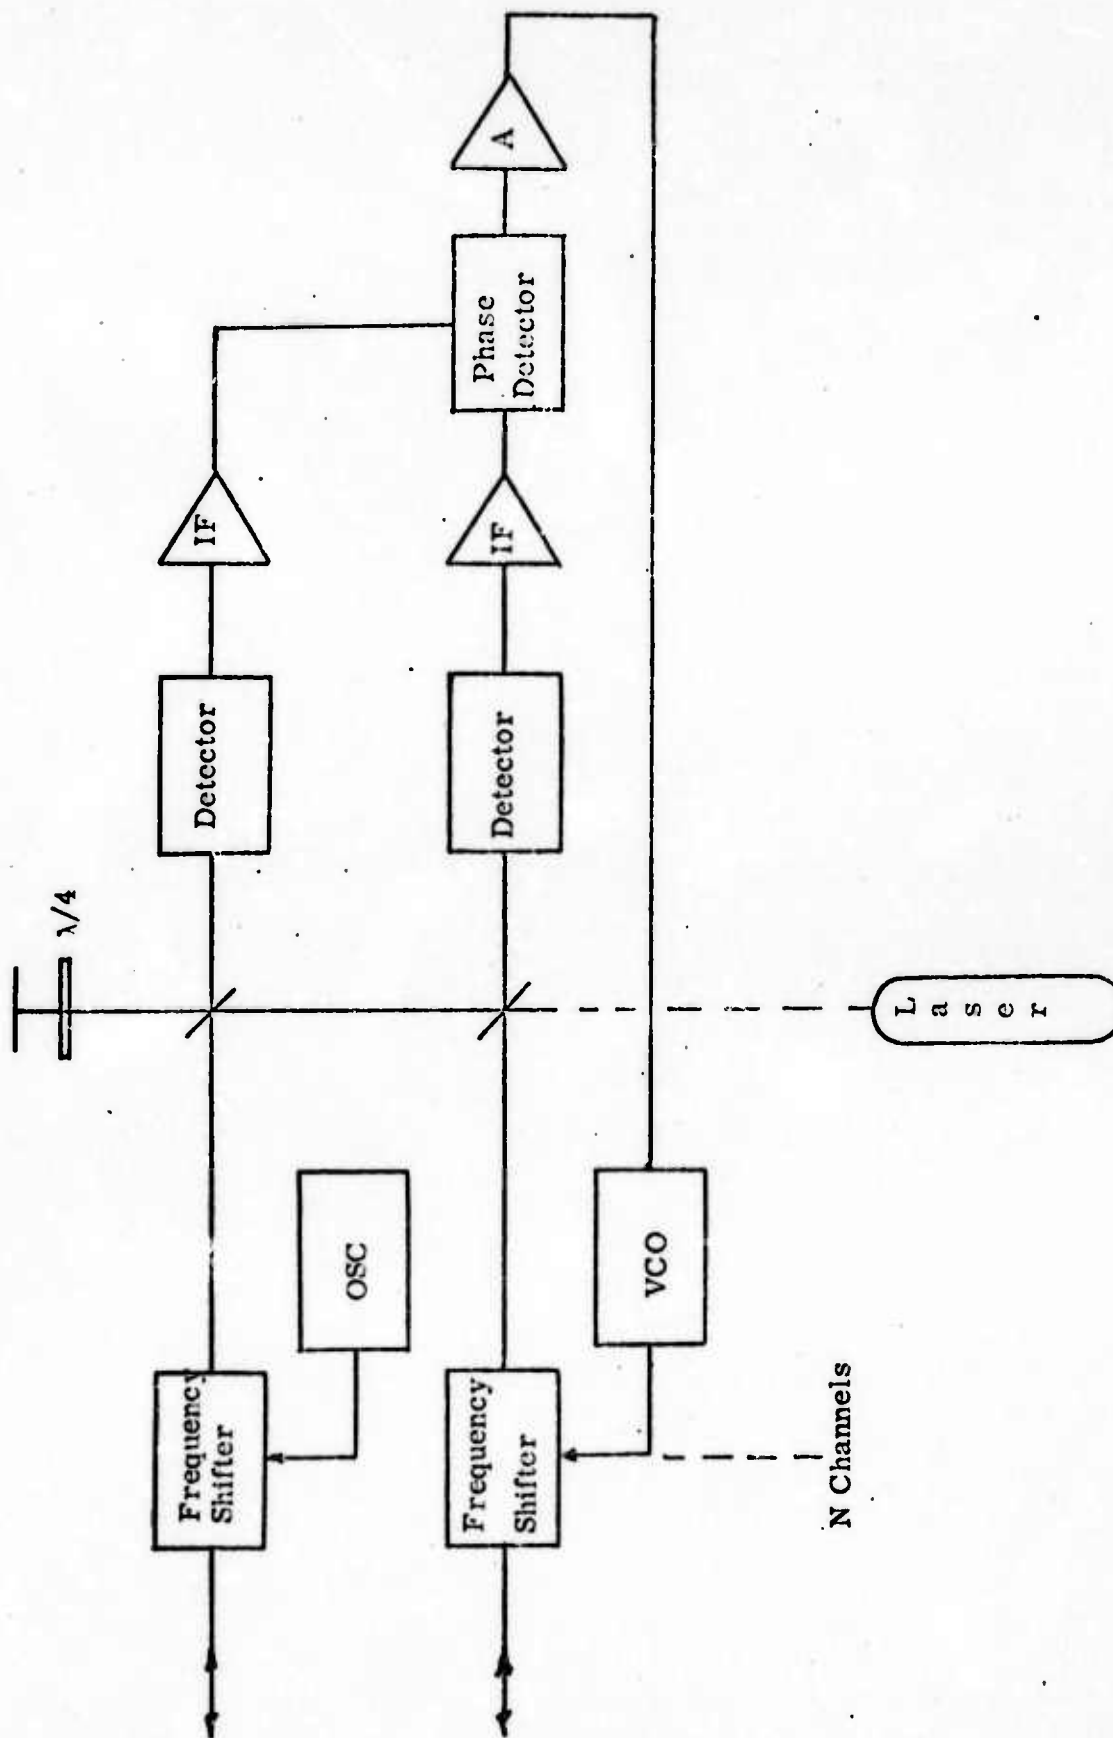 λ/4
Frequency
Shifter
Detector
IF
OSC
Frequency
Shifter
Detector
IF
Phase
Detector
A
VCO
N Channels
L
a
s
e
r